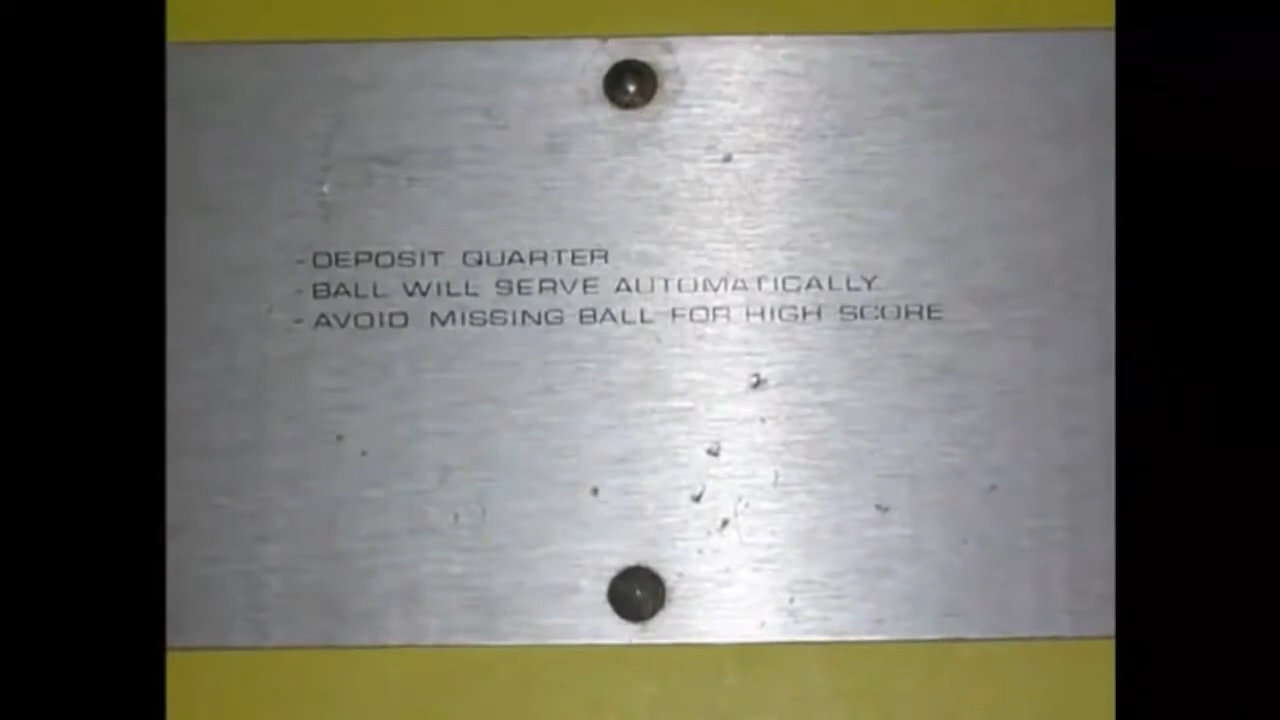 - DEPOSIT QUARTER
- BALL WILL SERVE AUTOMATICALLY
- AVOID MISSING BALL FOR HIGH SCORE